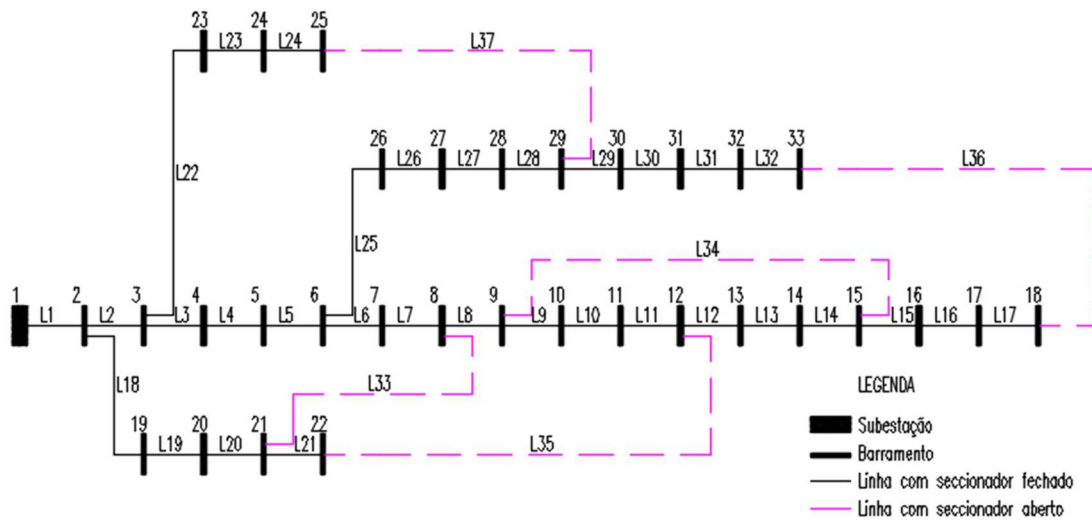 23 24 25
L23 L24 L37
26 27 28 29 30 31 32 33
L26 L27 L28 L29 L30 L31 L32 L36
L22
L25
L34
1 2 3 4 5 6 7 8 9 10 11 12 13 14 15 16 17 18
L1 L2 L3 L4 L5 L6 L7 L8 L9 L10 L11 L12 L13 L14 L15 L16 L17
L18
L33
19 20 21 22
L19 L20 L21 L35
LEGENDA
Subestação
Barramento
Linha com seccionador fechado
Linha com seccionador aberto